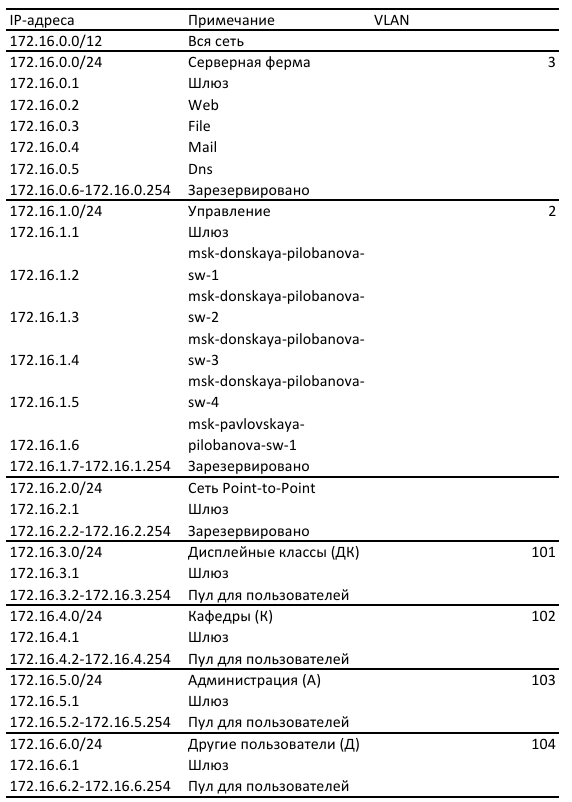 IP-адреса Примечание VLAN
172.16.0.0/12 Вся сеть
172.16.0.0/24 Серверная ферма 3
172.16.0.1 Шлюз
172.16.0.2 Web
172.16.0.3 File
172.16.0.4 Mail
172.16.0.5 Dns
172.16.0.6-172.16.0.254 Зарезервировано
172.16.1.0/24 Управление 2
172.16.1.1 Шлюз
msk-donskaya-pilobanova-
172.16.1.2 sw-1
msk-donskaya-pilobanova-
172.16.1.3 sw-2
msk-donskaya-pilobanova-
172.16.1.4 sw-3
msk-donskaya-pilobanova-
172.16.1.5 sw-4
msk-pavlovskaya-
172.16.1.6 pilobanova-sw-1
172.16.1.7-172.16.1.254 Зарезервировано
172.16.2.0/24 Сеть Point-to-Point
172.16.2.1 Шлюз
172.16.2.2-172.16.2.254 Зарезервировано
172.16.3.0/24 Дисплейные классы (ДК) 101
172.16.3.1 Шлюз
172.16.3.2-172.16.3.254 Пул для пользователей
172.16.4.0/24 Кафедры (К) 102
172.16.4.1 Шлюз
172.16.4.2-172.16.4.254 Пул для пользователей
172.16.5.0/24 Администрация (А) 103
172.16.5.1 Шлюз
172.16.5.2-172.16.5.254 Пул для пользователей
172.16.6.0/24 Другие пользователи (Д) 104
172.16.6.1 Шлюз
172.16.6.2-172.16.6.254 Пул для пользователей